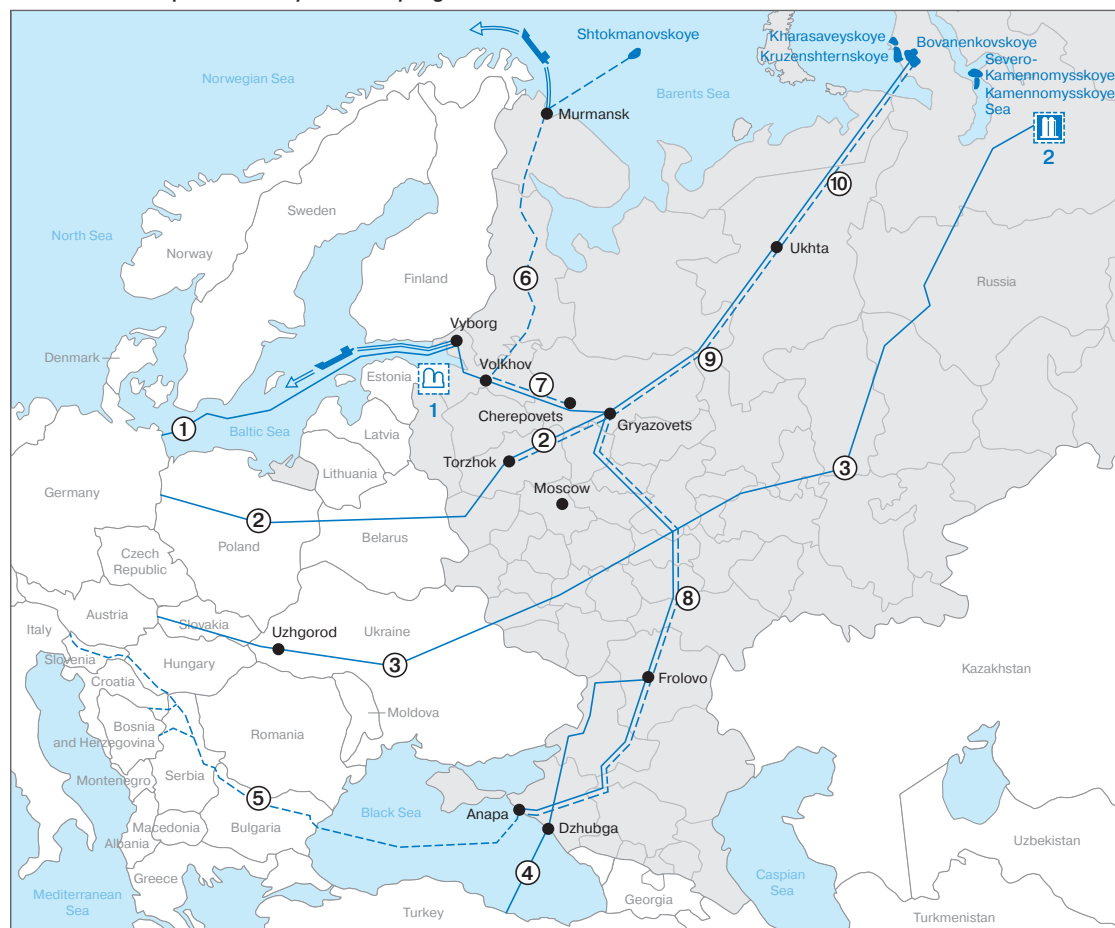 Shtokmanovskoye
Kharasaveyskoye
Kruzenshternskoye
Bovanenkovskoye
Severo-
Kamennomysskoye
Kamennomysskoye
Sea
Norwegian Sea
Barents Sea
Murmansk
2
10
Sweden
North Sea
Norway
Ukhta
Finland
6
Russia
Vyborg
Denmark
Volkhov
9
Estonia
7
1
Cherepovets
Gryazovets
1
Baltic Sea
Latvia
2
Torzhok
3
Lithuania
Moscow
Germany
2
Poland
Belarus
Czech
Republic
8
Austria
Slovakia
Uzhgorod
Ukraine
Italy
Slovenia
Hungary
3
Kazakhstan
Croatia
Frolovo
Moldova
Bosnia
and Herzegovina
Romania
Montenegro
Serbia
5
Black Sea
Anapa
Macedonia
Bulgaria
Dzhubga
Albania
Uzbekistan
Greece
4
Caspian
Sea
Mediterranean
Sea
Georgia
Turkey
Turkmenistan